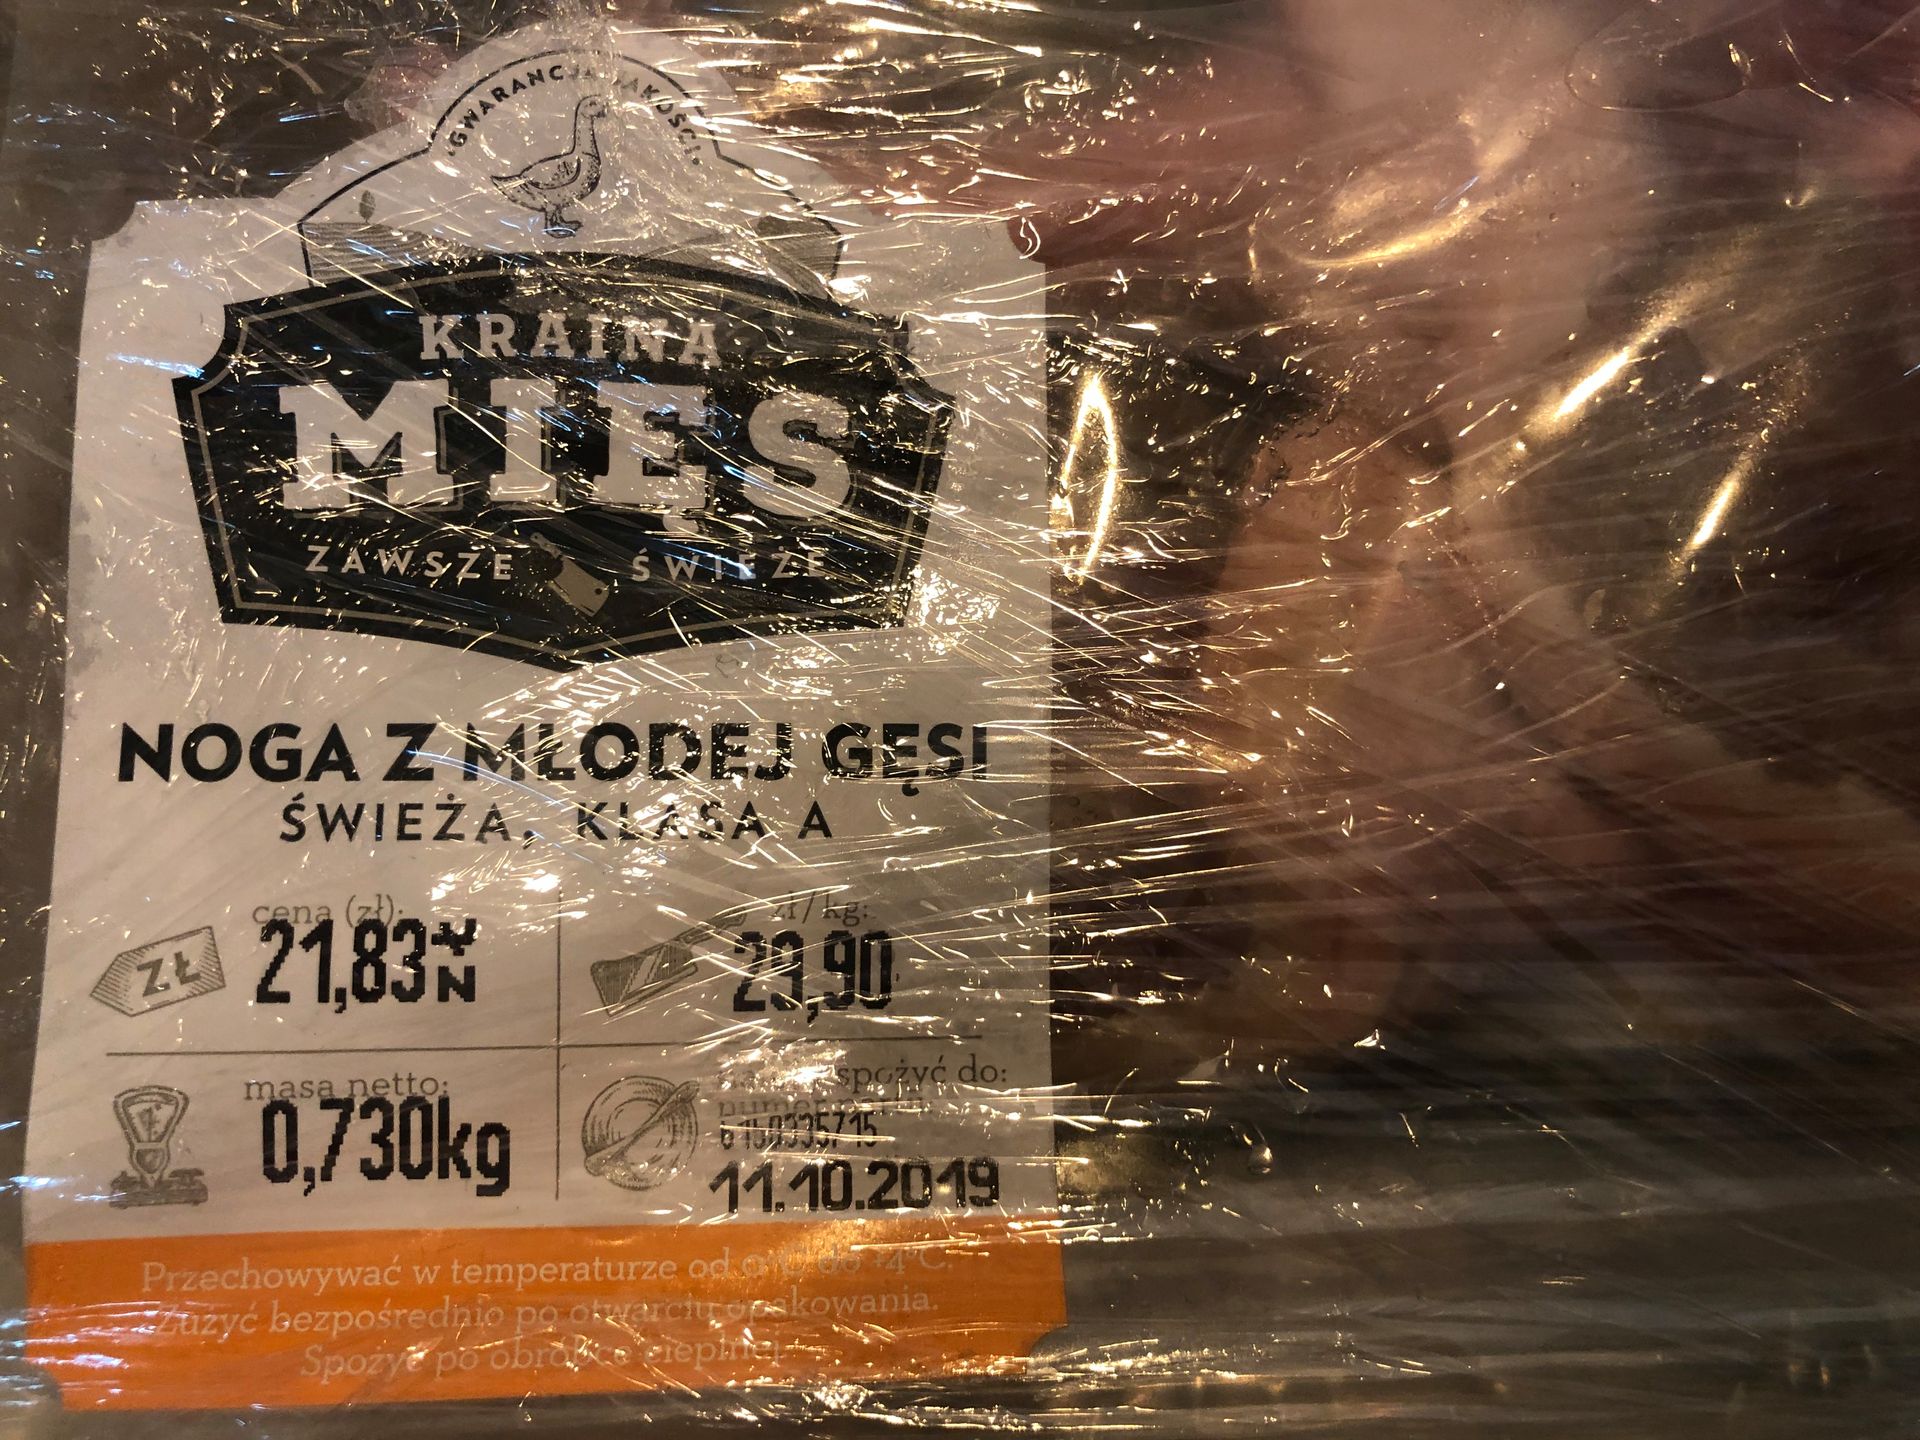 GWARANCJA JAKOŚCI
KRAINA
MIĘS
ZAWSZE ŚWIEŻE
NOGA Z MŁODEJ GĘSI
ŚWIEŻA, KLASA A
cena (zł):
21,83
zł/kg:
29,90
ZŁ
masa netto:
0,730kg
spożyć do:
11.10.2019
Przechowywać w temperaturze od 0°C do +4°C.
Zużyć bezpośrednio po otwarciu opakowania.
Spożyć po obróbce cieplnej